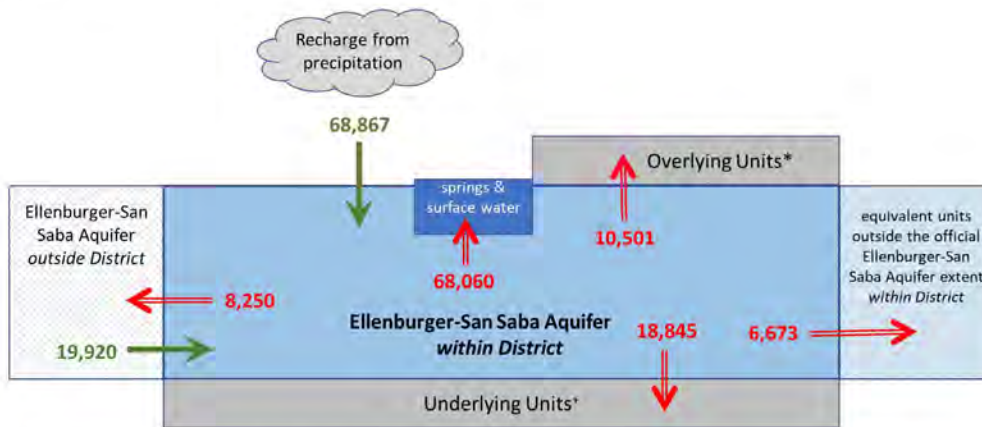 Recharge from
precipitation
68,867
Overlying Units*
springs &
surface water
10,501
Ellenburger-San
Saba Aquifer
outside District
equivalent units
outside the official
Ellenburger-San
Saba Aquifer extent
within District
68,060
8,250
Ellenburger-San Saba Aquifer
within District
18,845
6,673
19,920
Underlying Units⁺